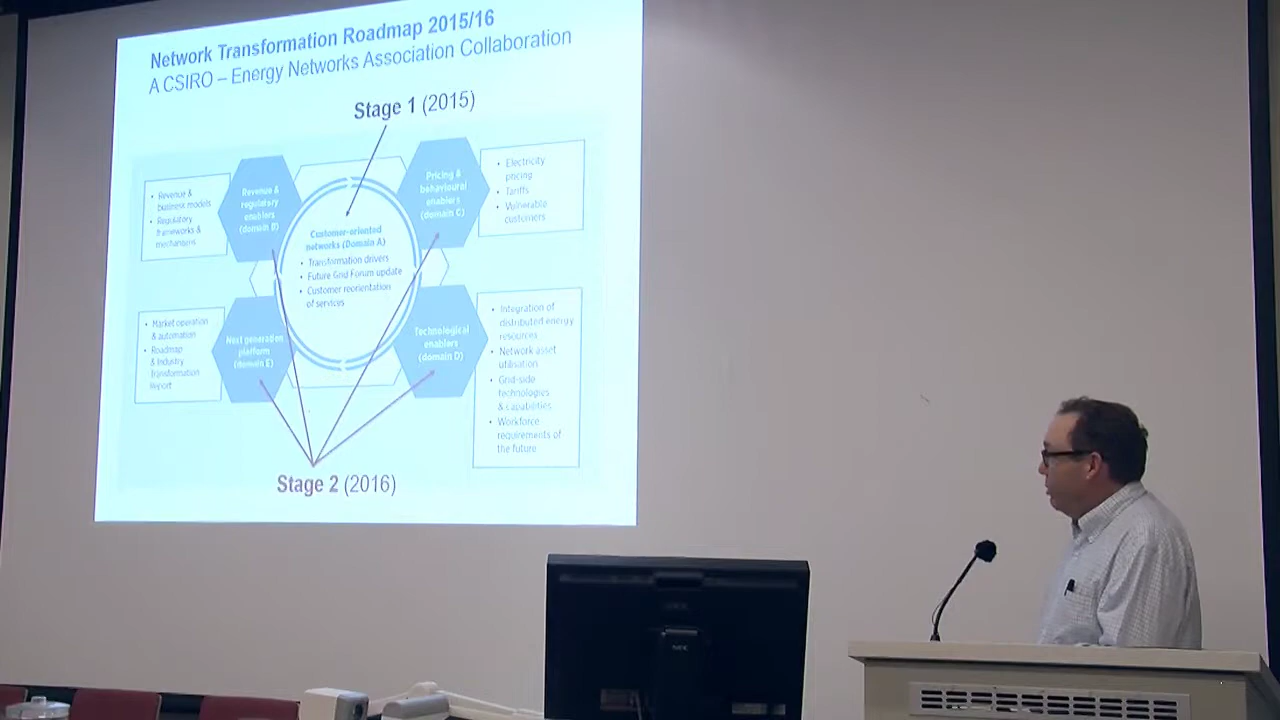 Network Transformation Roadmap 2015/16
A CSIRO – Energy Networks Association Collaboration
Stage 1 (2015)
• Revenue &
business models
• Regulatory
frameworks &
mechanisms
Revenue &
regulatory
enablers
(domain D)
Customer-oriented
networks (Domain A)
• Transformation drivers
• Future Grid Forum update
• Customer reorientation
of services
Pricing &
behavioural
enablers
(domain C)
• Electricity
pricing
• Tariffs
• Vulnerable
customers
• Market operation
& automation
• Roadmap
& Industry
Transformation
Report
Next generation
platform
(domain E)
Technological
enablers
(domain D)
• Integration of
distributed energy
resources
• Network asset
utilisation
• Grid-side
technologies
& capabilities
• Workforce
requirements of
the future
Stage 2 (2016)
NEC